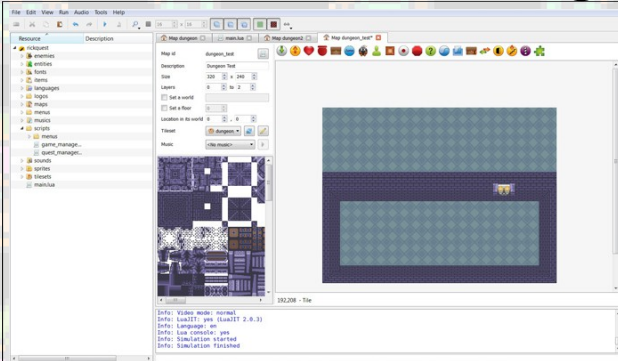 File Edit View Run Audio Tools Help
16 x 16
Resource Description
rickquest
enemies
entities
fonts
items
languages
logos
maps
menus
musics
scripts
menus
game_manage...
quest_manager...
sounds
sprites
tilesets
main.lua
Map dungeon main.lua Map dungeon2 Map dungeon_test*
Map id dungeon_test
Description Dungeon Test
Size 320 x 240
Layers 0 to 2
Set a world
Set a floor
Location in its world 0 , 0
Tileset dungeon
Music <No music>
192,208 - Tile
Info: Video mode: normal
Info: LuaJIT: yes (LuaJIT 2.0.3)
Info: Language: en
Info: Lua console: yes
Info: Simulation started
Info: Simulation finished